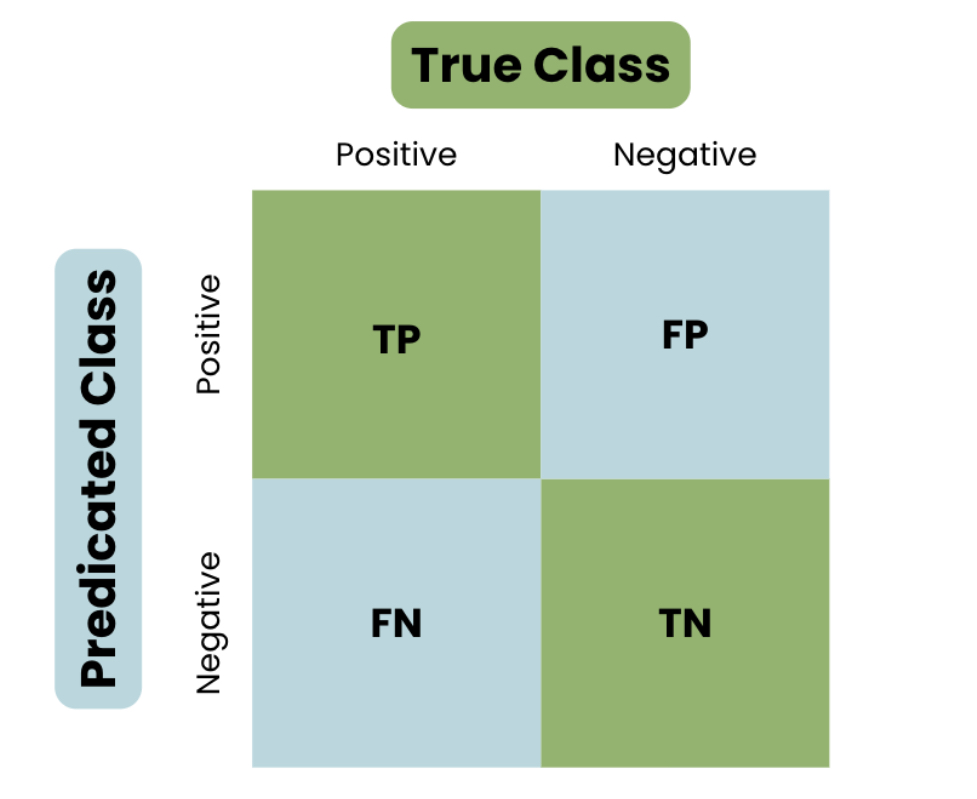 True Class
Positive Negative
Predicated Class
Positive
TP FP
Negative
FN TN